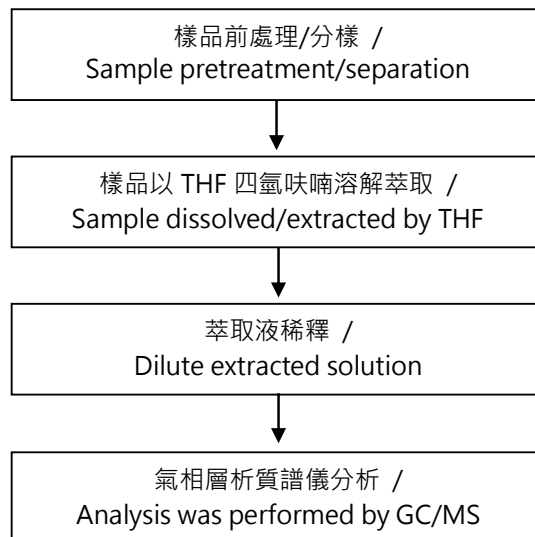 樣品前處理/分樣 /
Sample pretreatment/separation
樣品以 THF 四氫呋喃溶解萃取 /
Sample dissolved/extracted by THF
萃取液稀釋 /
Dilute extracted solution
氣相層析質譜儀分析 /
Analysis was performed by GC/MS